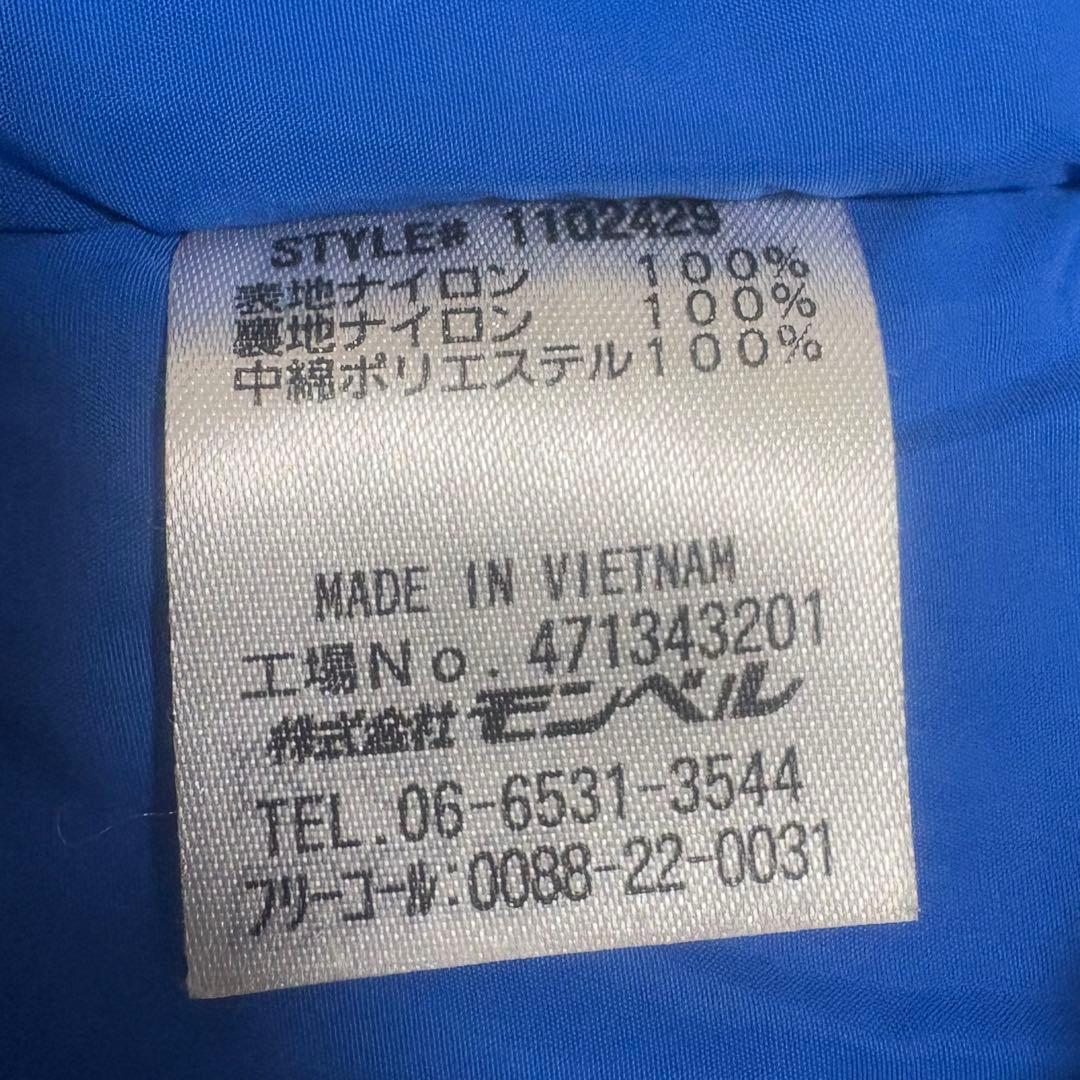 STYLE# 1102429
表地ナイロン 100%
裏地ナイロン 100%
中綿ポリエステル100%
MADE IN VIETNAM
工場No. 471343201
株式会社 モンベル
TEL.06-6531-3544
フリーコール:0088-22-0031